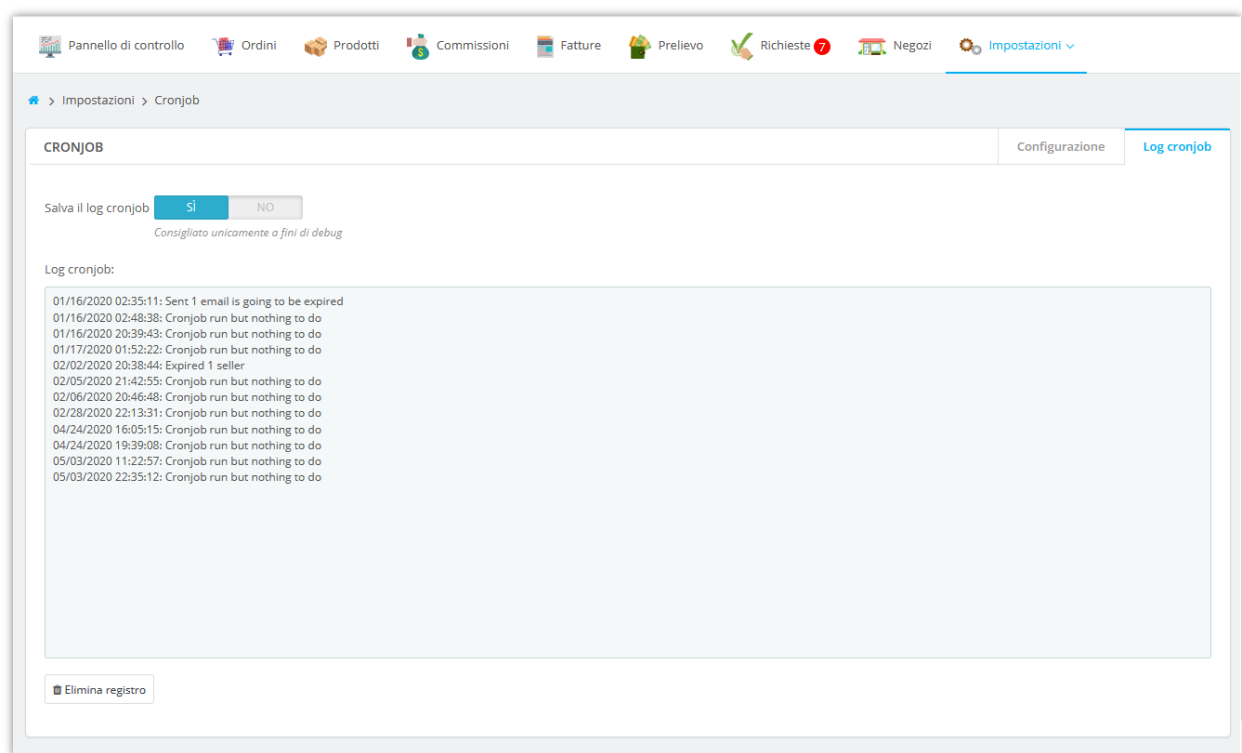 Pannello di controllo Ordini Prodotti Commissioni Fatture Prelievo Richieste 7 Negozi Impostazioni
> Impostazioni > Cronjob
CRONJOB Configurazione Log cronjob
Salva il log cronjob SÌ NO
Consigliato unicamente a fini di debug
Log cronjob:
01/16/2020 02:35:11: Sent 1 email is going to be expired
01/16/2020 02:48:38: Cronjob run but nothing to do
01/16/2020 20:39:43: Cronjob run but nothing to do
01/17/2020 01:52:22: Cronjob run but nothing to do
02/02/2020 20:38:44: Expired 1 seller
02/05/2020 21:42:55: Cronjob run but nothing to do
02/06/2020 20:46:48: Cronjob run but nothing to do
02/28/2020 22:13:31: Cronjob run but nothing to do
04/24/2020 16:05:15: Cronjob run but nothing to do
04/24/2020 19:39:08: Cronjob run but nothing to do
05/03/2020 11:22:57: Cronjob run but nothing to do
05/03/2020 22:35:12: Cronjob run but nothing to do
Elimina registro